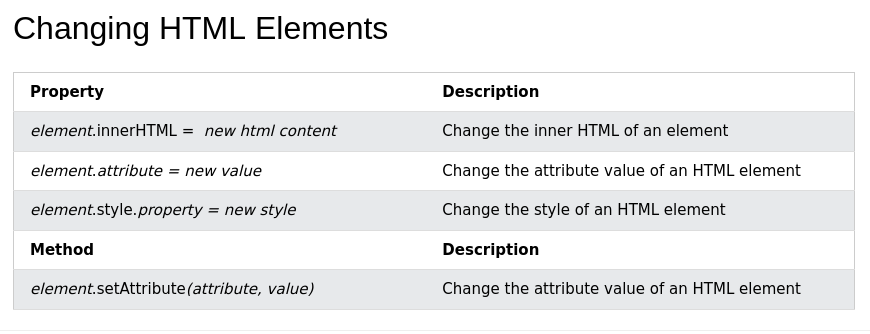 Changing HTML Elements
Property Description
element.innerHTML =  new html content Change the inner HTML of an element
element.attribute = new value Change the attribute value of an HTML element
element.style.property = new style Change the style of an HTML element
Method Description
element.setAttribute(attribute, value) Change the attribute value of an HTML element